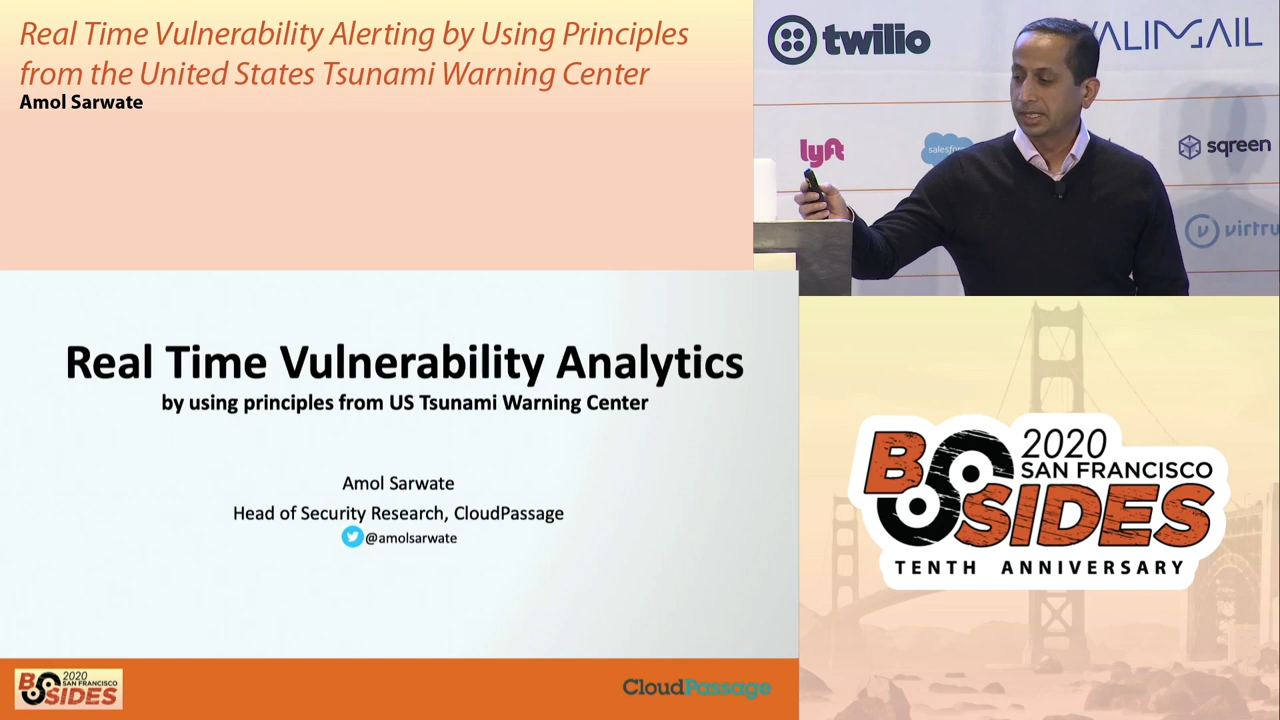 Real Time Vulnerability Alerting by Using Principles
from the United States Tsunami Warning Center
Amol Sarwate
twilio
VALIMAIL
lyft
salesfor
sqreen
virtru
Real Time Vulnerability Analytics
by using principles from US Tsunami Warning Center
Amol Sarwate
Head of Security Research, CloudPassage
@amolsarwate
2020
SAN FRANCISCO
BSIDES
TENTH ANNIVERSARY
2020
SAN FRANCISCO
BSIDES
CloudPassage